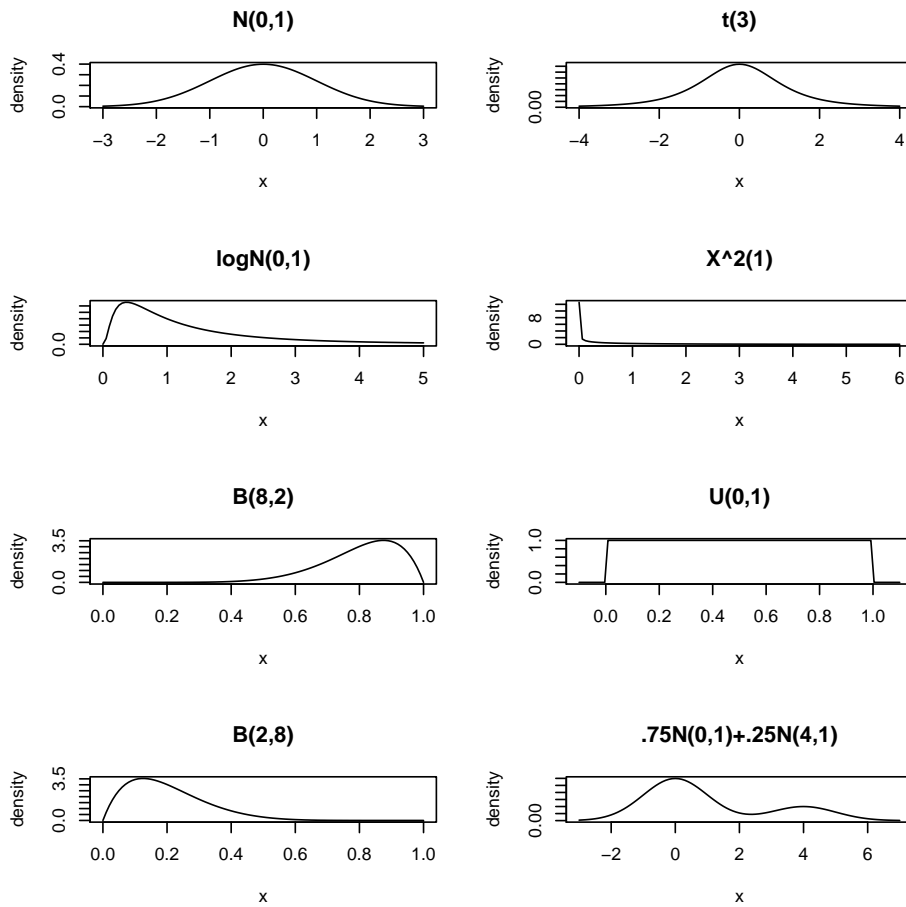 N(0,1)
density
0.0 0.4
−3 −2 −1 0 1 2 3
x
t(3)
density
0.00
−4 −2 0 2 4
x
logN(0,1)
density
0.0
0 1 2 3 4 5
x
X^2(1)
density
0 8
0 1 2 3 4 5 6
x
B(8,2)
density
0.0 3.5
0.0 0.2 0.4 0.6 0.8 1.0
x
U(0,1)
density
0.0 1.0
0.0 0.2 0.4 0.6 0.8 1.0
x
B(2,8)
density
0.0 3.5
0.0 0.2 0.4 0.6 0.8 1.0
x
.75N(0,1)+.25N(4,1)
density
0.00
−2 0 2 4 6
x